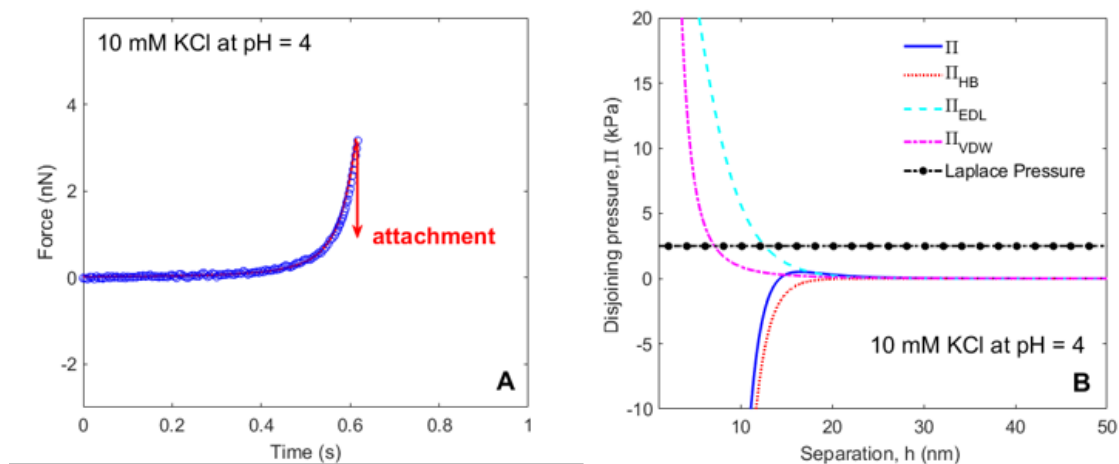 10 mM KCl at pH = 4
Force (nN)
4
2
0
-2
attachment
A
0
0.2
0.4
0.6
0.8
1
Time (s)
Disjoining pressure,Π (kPa)
20
15
10
5
0
-5
-10
Π
Π_HB
Π_EDL
Π_VDW
Laplace Pressure
10 mM KCl at pH = 4
B
10
20
30
40
50
Separation, h (nm)